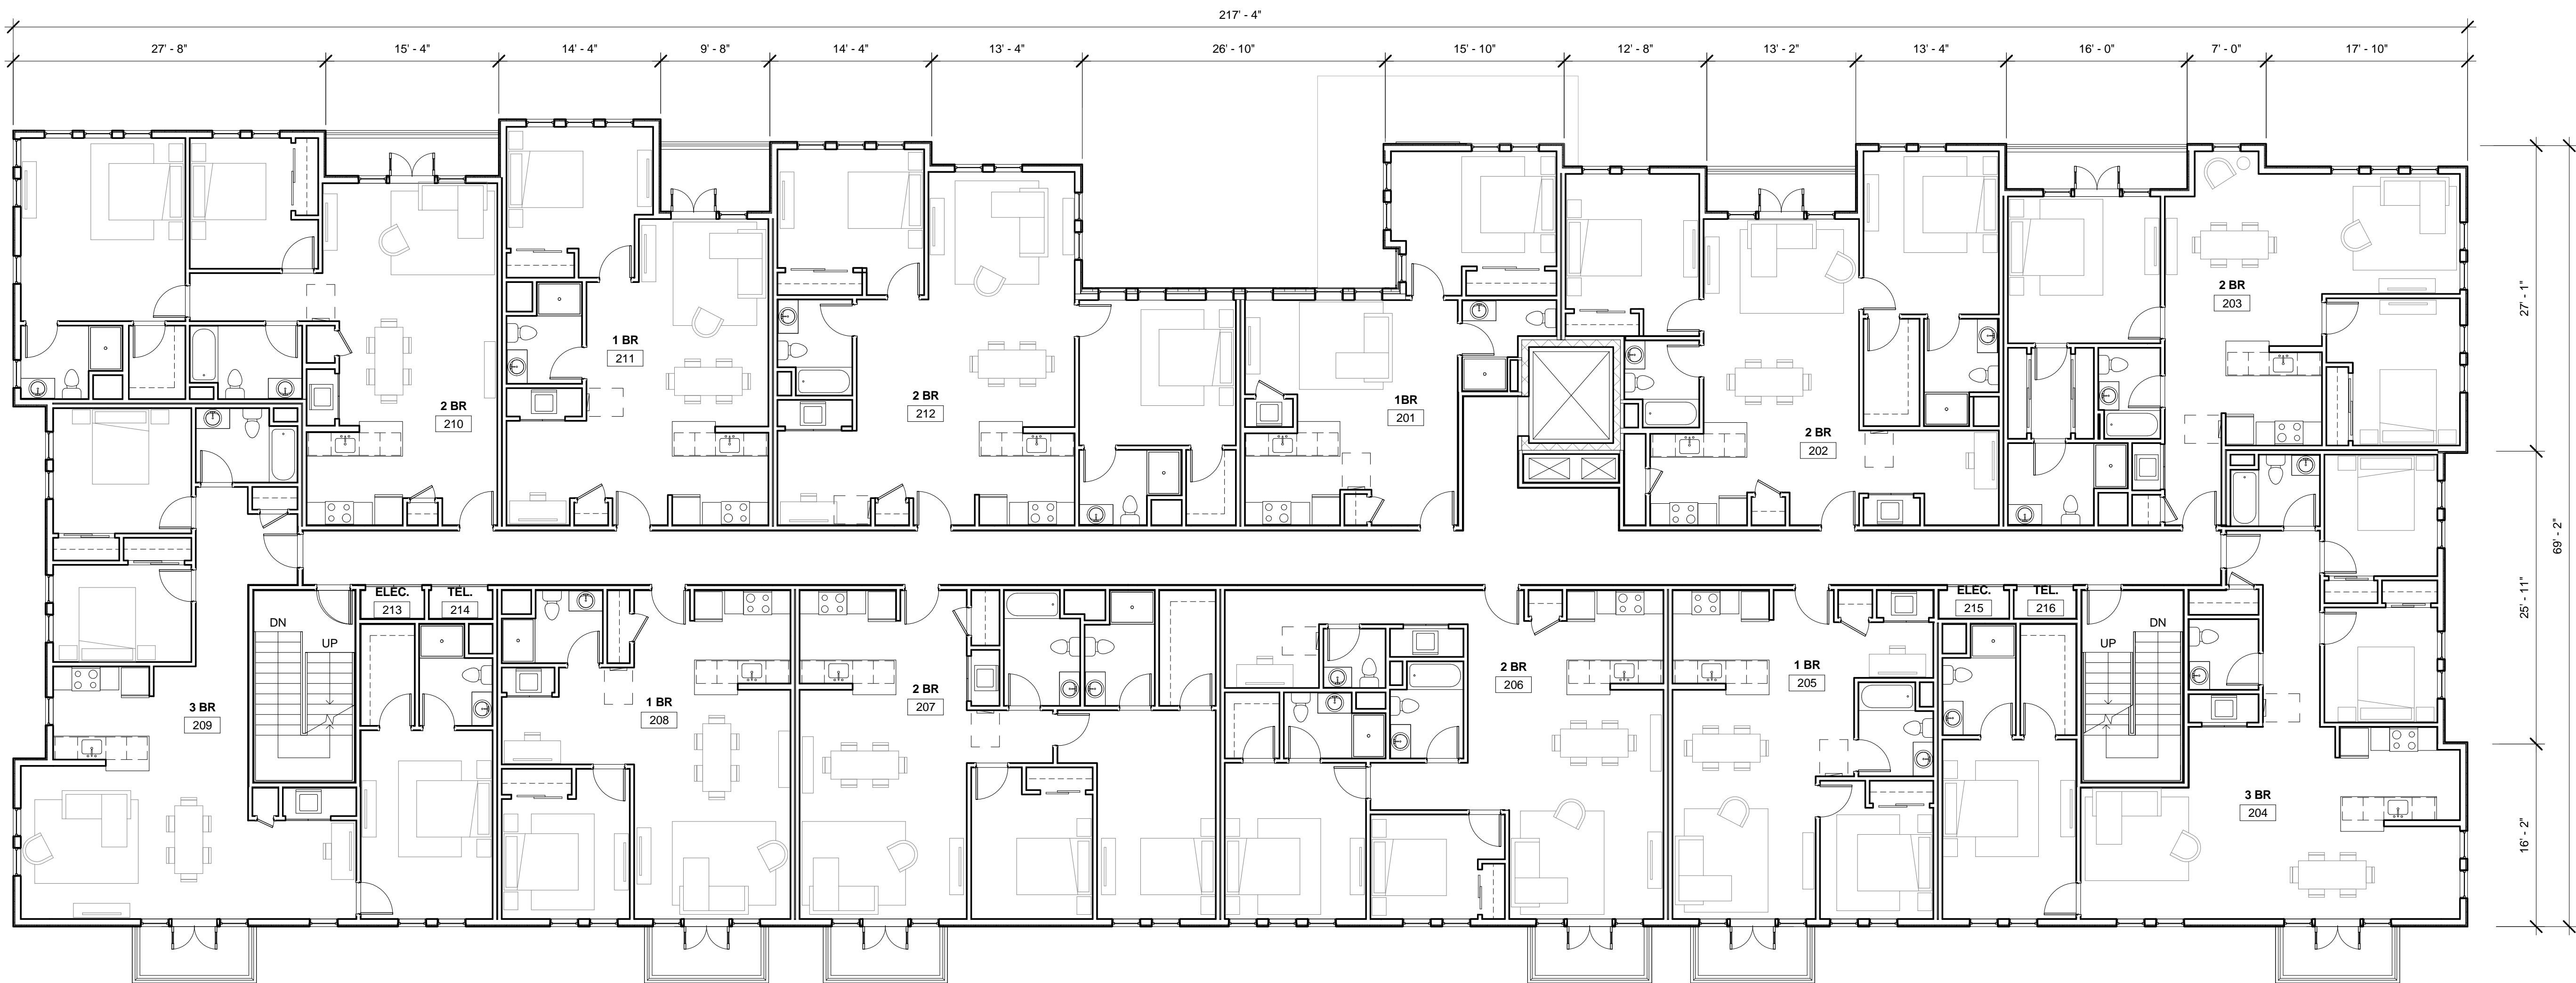 217' - 4"
27' - 8"
15' - 4"
14' - 4"
9' - 8"
14' - 4"
13' - 4"
26' - 10"
15' - 10"
12' - 8"
13' - 2"
13' - 4"
16' - 0"
7' - 0"
17' - 10"
2 BR
203
27' - 1"
1 BR
211
2 BR
210
2 BR
212
1BR
201
2 BR
202
69' - 2"
ELEC.
213
TEL.
214
ELEC.
215
TEL.
216
25' - 11"
DN
UP
DN
UP
3 BR
209
1 BR
208
2 BR
207
2 BR
206
1 BR
205
3 BR
204
16' - 2"